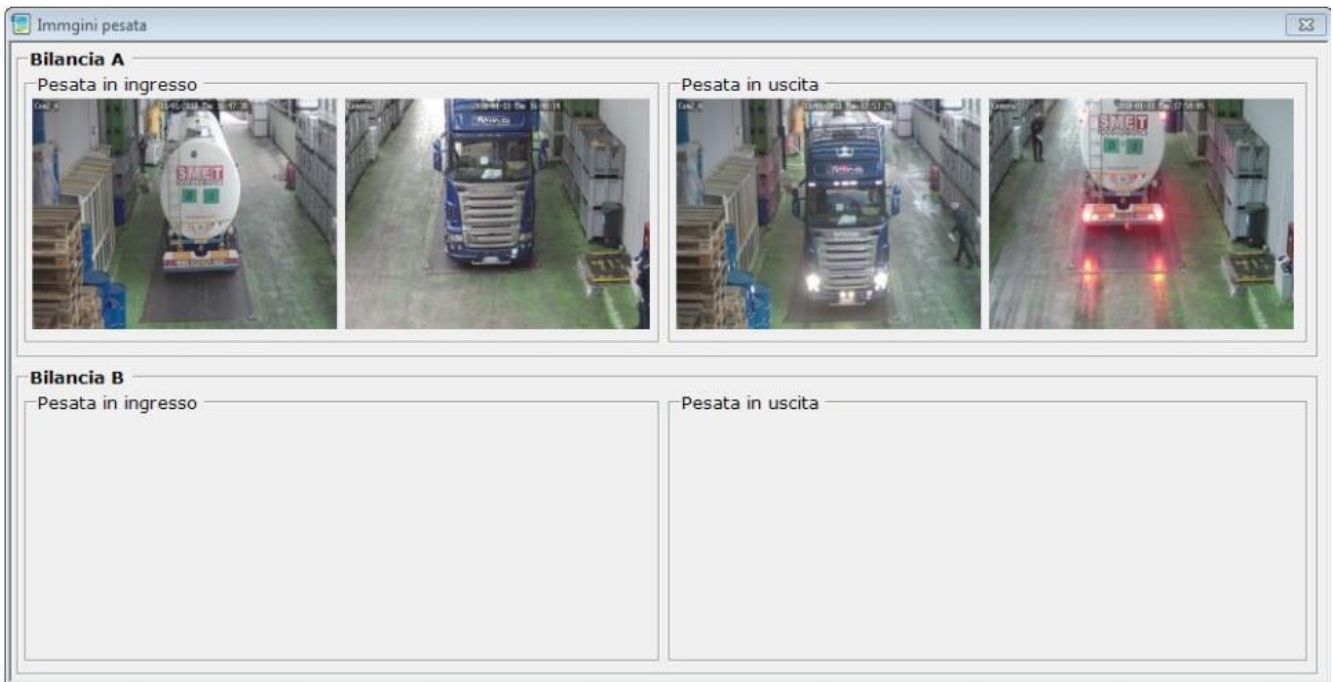 Immgini pesata
Bilancia A
Pesata in ingresso
Pesata in uscita
SMET
SMET
Bilancia B
Pesata in ingresso
Pesata in uscita